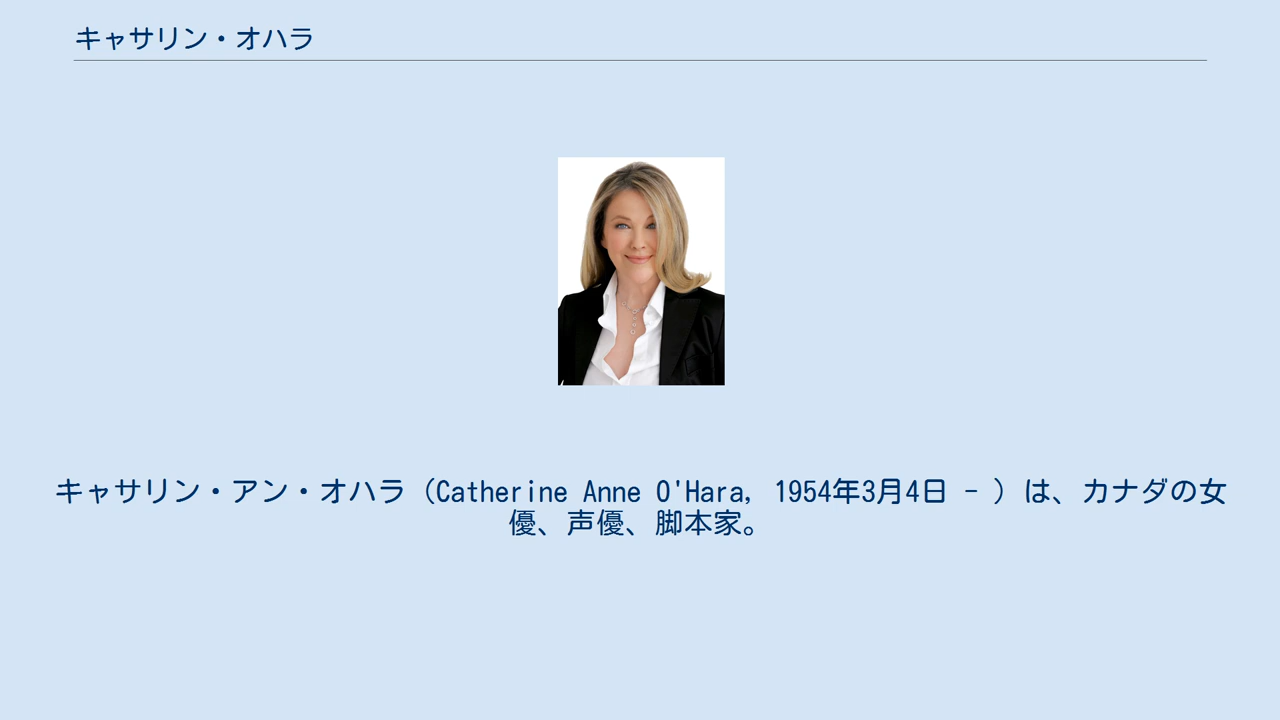 キャサリン・オハラ
キャサリン・アン・オハラ（Catherine Anne O'Hara, 1954年3月4日 - ）は、カナダの女
優、声優、脚本家。